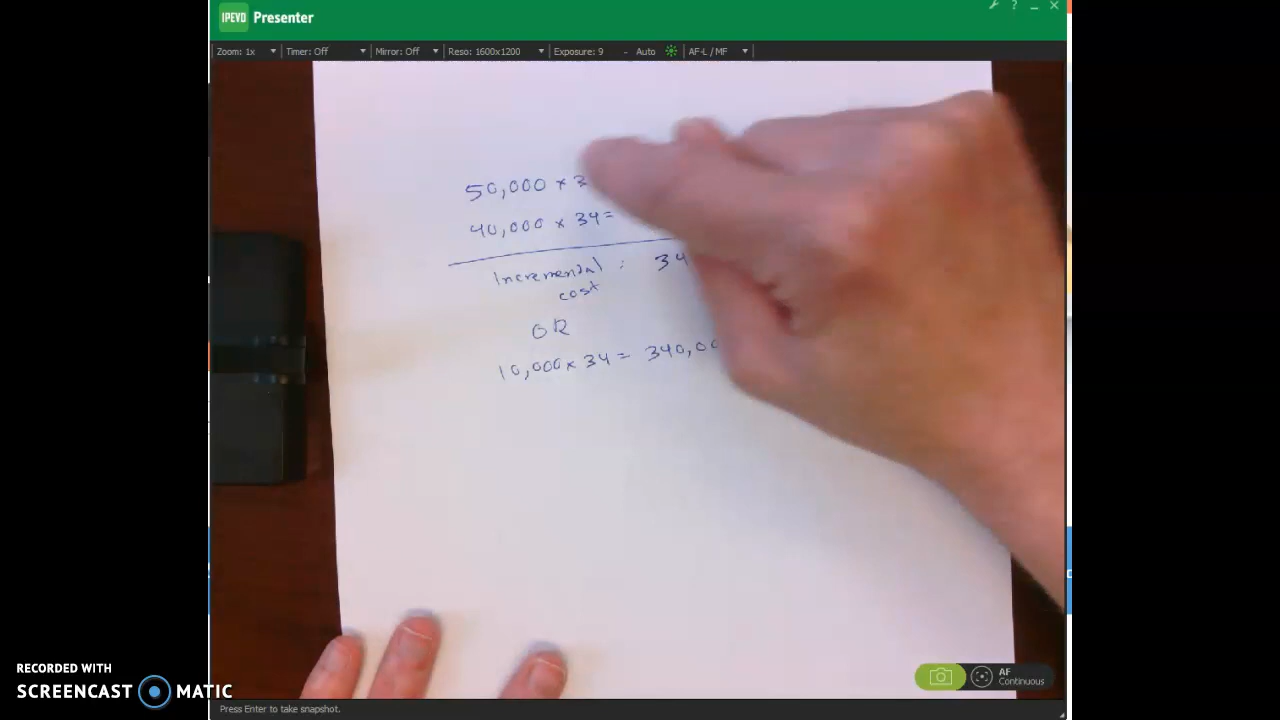 IPEVO Presenter
Zoom: 1x Timer: Off Mirror: Off Reso: 1600x1200 Exposure: 9 - Auto AF-L / MF
50,000 × 3
40,000 × 34 =
Incremental : 34
cost
OR
10,000 × 34 = 340,00
AF
Continuous
RECORDED WITH
SCREENCAST MATIC
Press Enter to take snapshot.